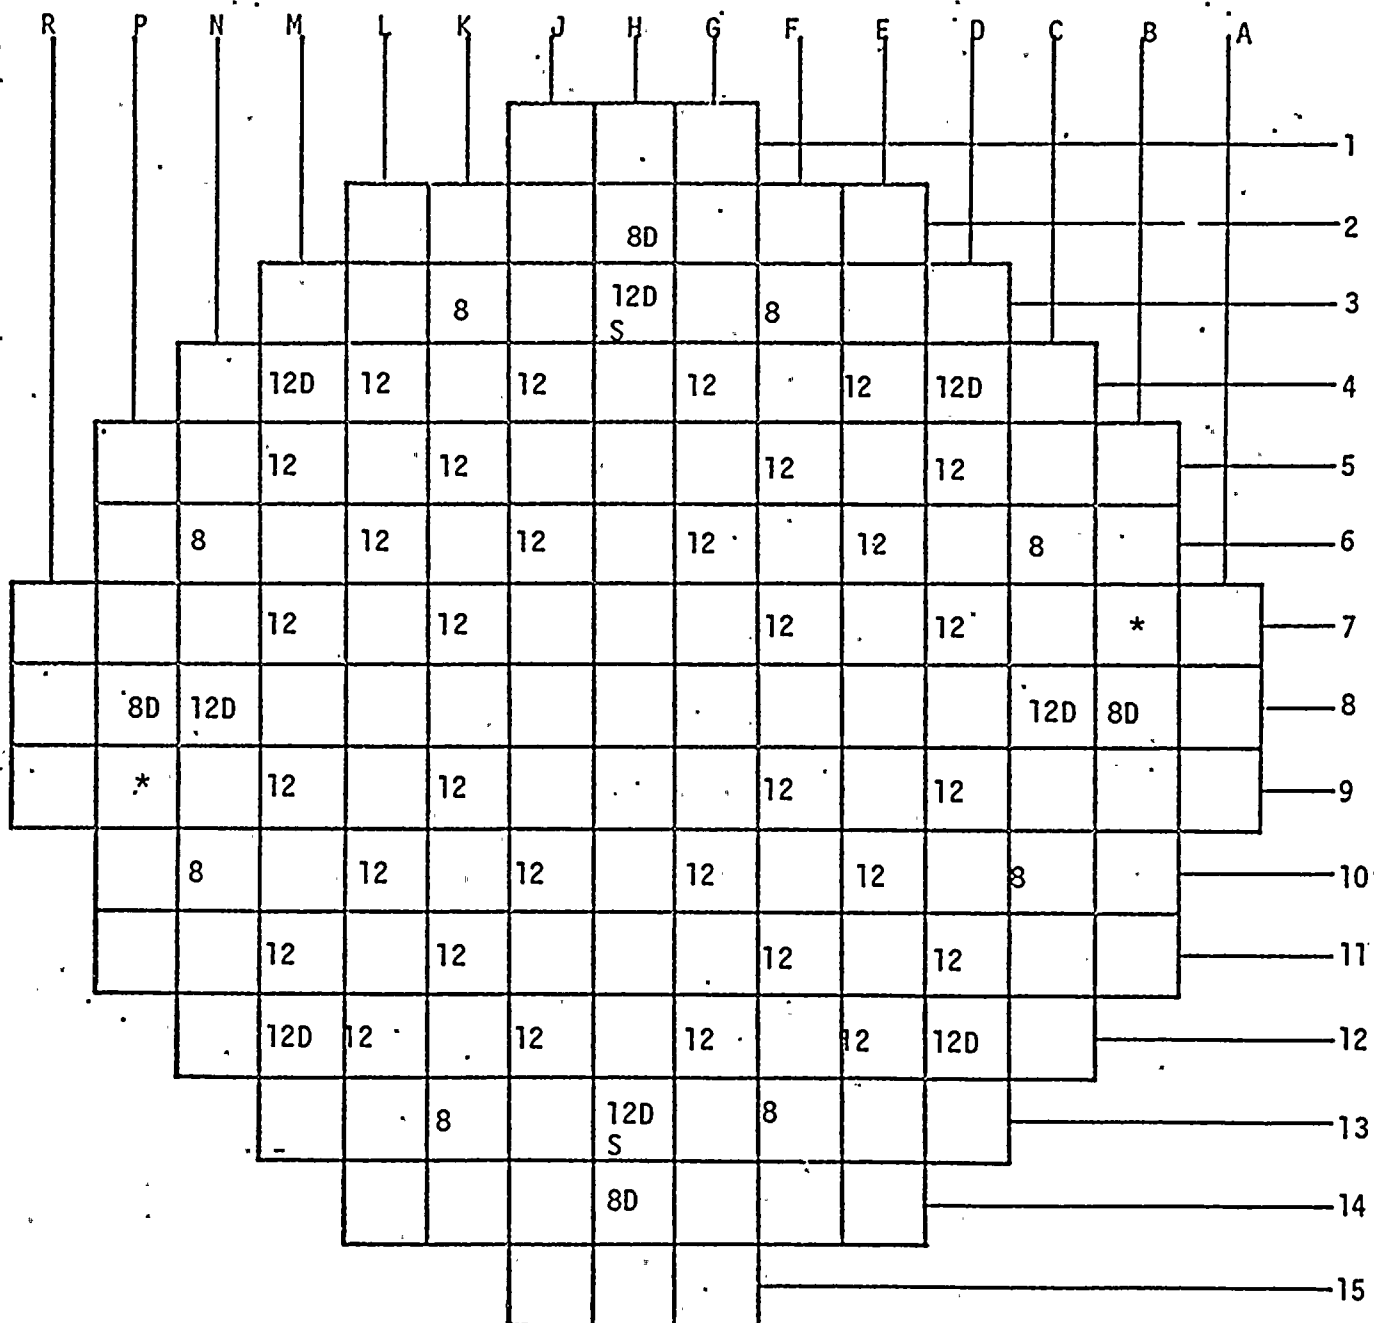 R P N M L K J H G F E D C B A
1
8D 2
8 12D 8 3
S
12D 12 12 12 12 12D 4
12 12 12 12 5
8 12 12 12 12 8 6
12 12 12 12 * 7
8D 12D 12D 8D 8
* 12 12 12 12 9
8 12 12 12 12 8 10
12 12 12 12 11
12D 12 12 12 12 12D 12
8 12D 8 13
S
8D 14
15